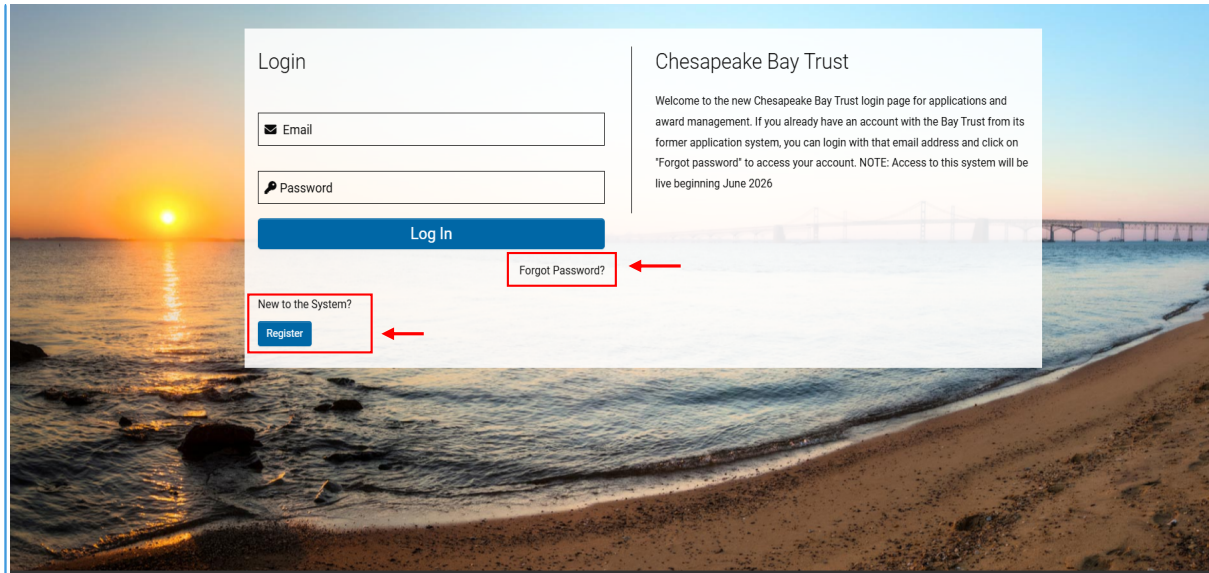 Login
Email
Password
Log In
Forgot Password?
New to the System?
Register
Chesapeake Bay Trust
Welcome to the new Chesapeake Bay Trust login page for applications and
award management. If you already have an account with the Bay Trust from its
former application system, you can login with that email address and click on
"Forgot password" to access your account. NOTE: Access to this system will be
live beginning June 2026